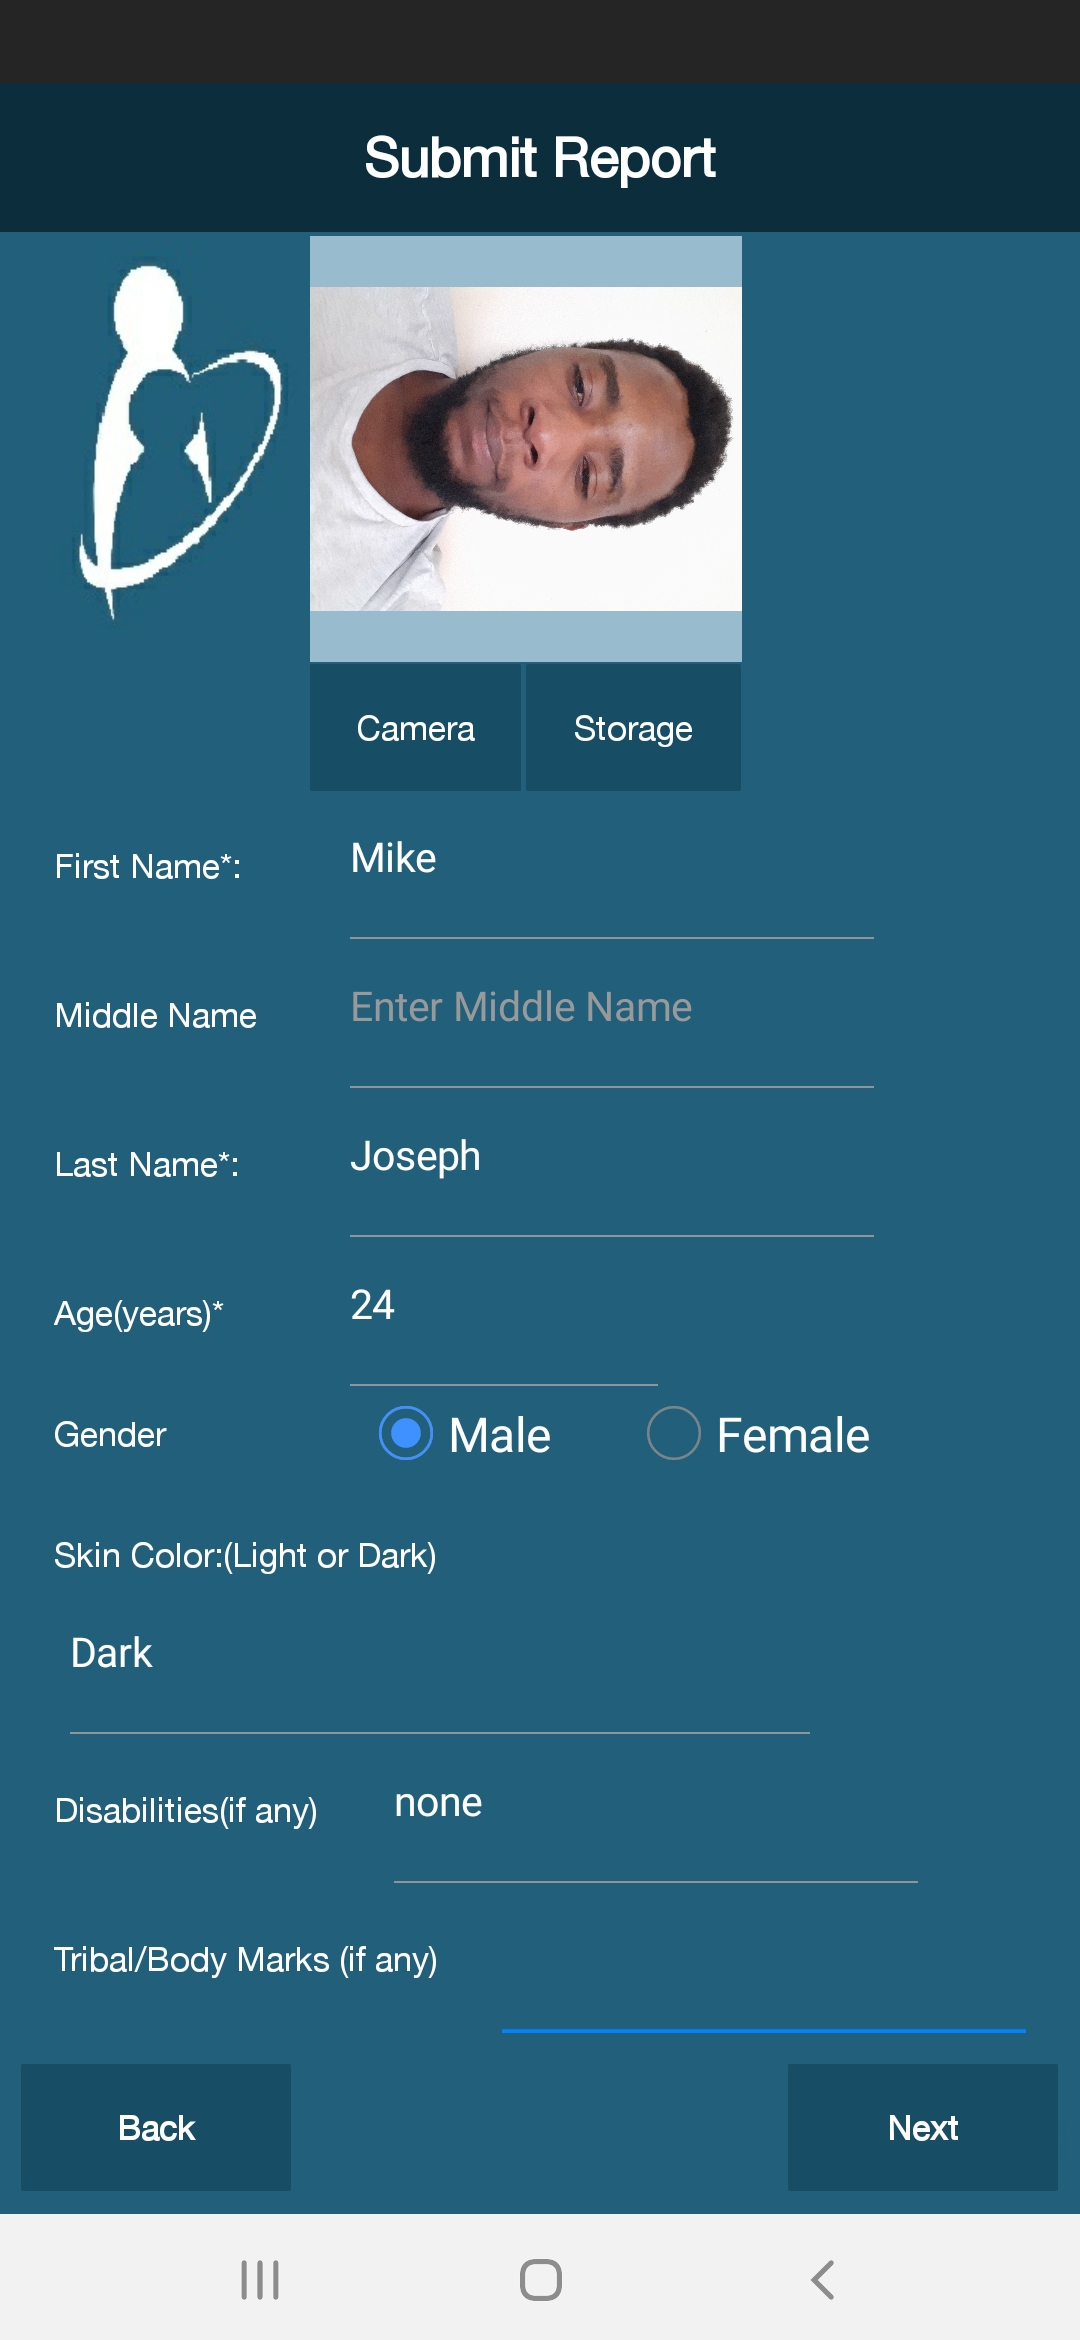 Submit Report
Camera Storage
First Name*: Mike
Middle Name Enter Middle Name
Last Name*: Joseph
Age(years)* 24
Gender Male Female
Skin Color:(Light or Dark)
Dark
Disabilities(if any) none
Tribal/Body Marks (if any)
Back Next